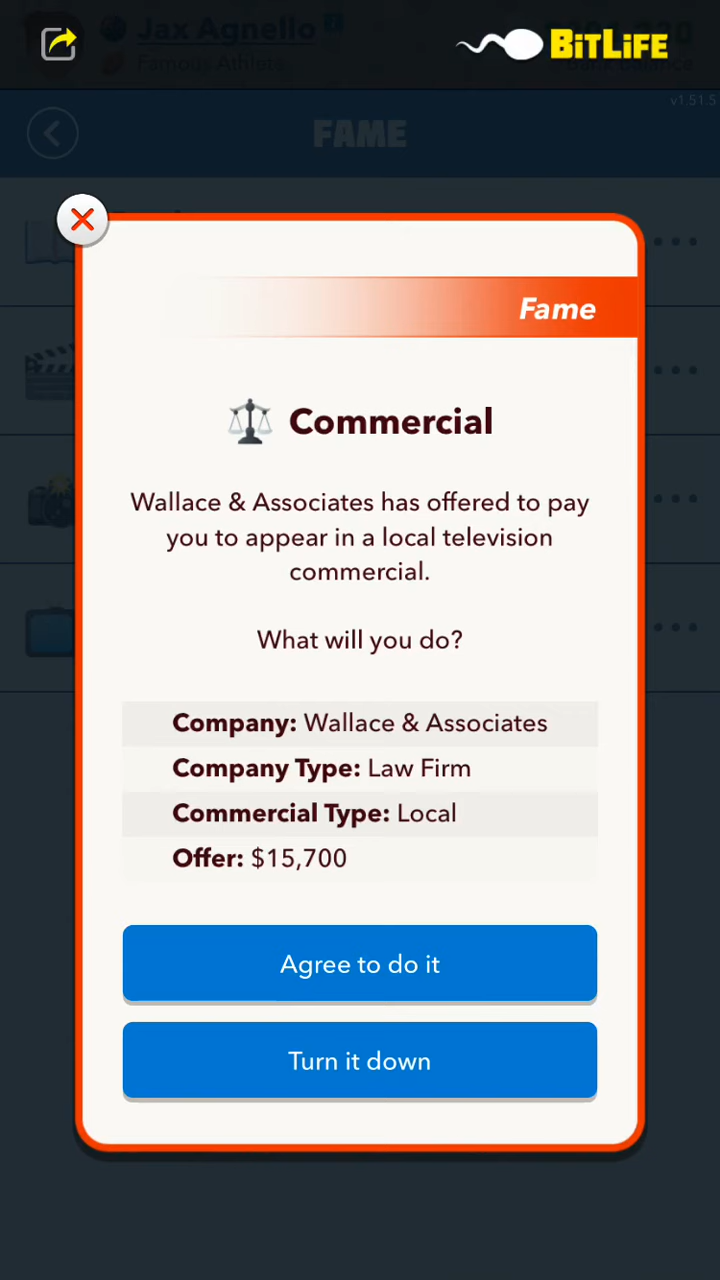 Jax Agnello
BITLIFE
Famous Athlete
Bank Balance
v1.51.5
FAME
Fame
Commercial
Wallace & Associates has offered to pay
you to appear in a local television
commercial.
What will you do?
Company: Wallace & Associates
Company Type: Law Firm
Commercial Type: Local
Offer: $15,700
Agree to do it
Turn it down